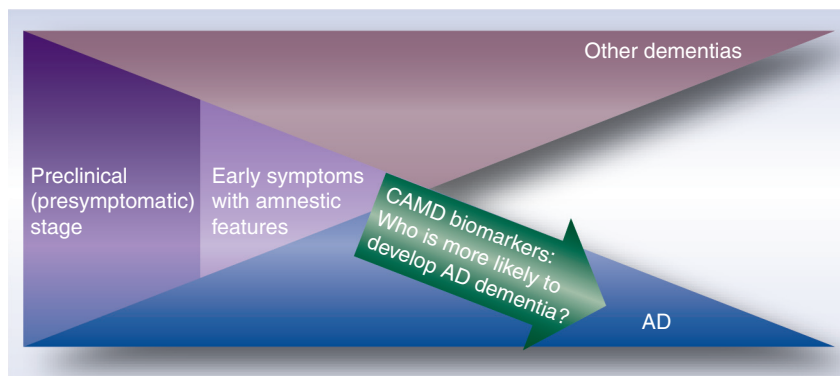 Other dementias
Preclinical
(presymptomatic)
stage
Early symptoms
with amnestic
features
CAMD biomarkers:
Who is more likely to
develop AD dementia?
AD